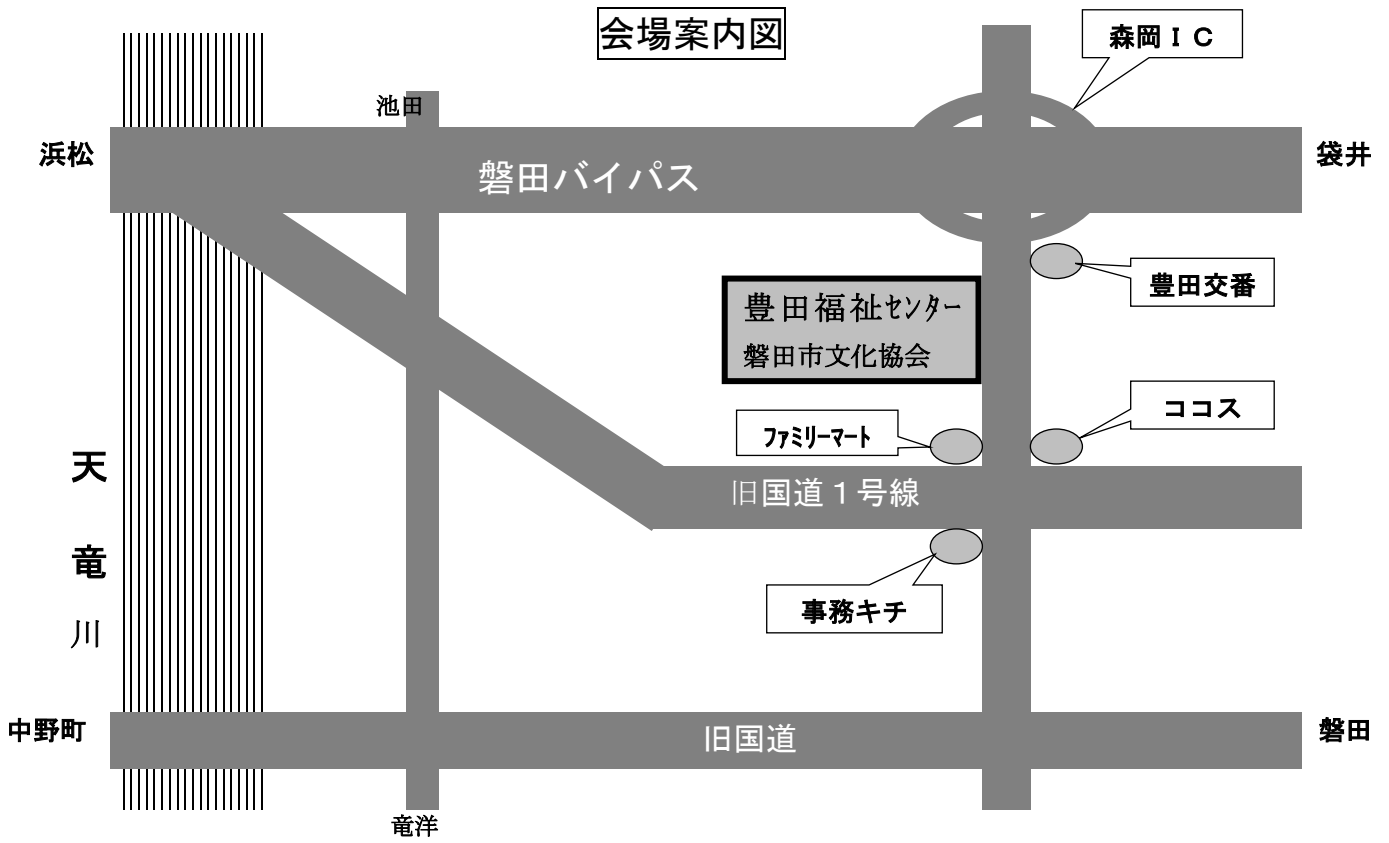 会場案内図
森岡ＩＣ
池田
浜松
袋井
磐田バイパス
豊田交番
豊田福祉ｾﾝﾀｰ
磐田市文化協会
ココス
ﾌｧﾐﾘｰﾏｰﾄ
天竜川
旧国道１号線
事務キチ
中野町
旧国道
磐田
竜洋